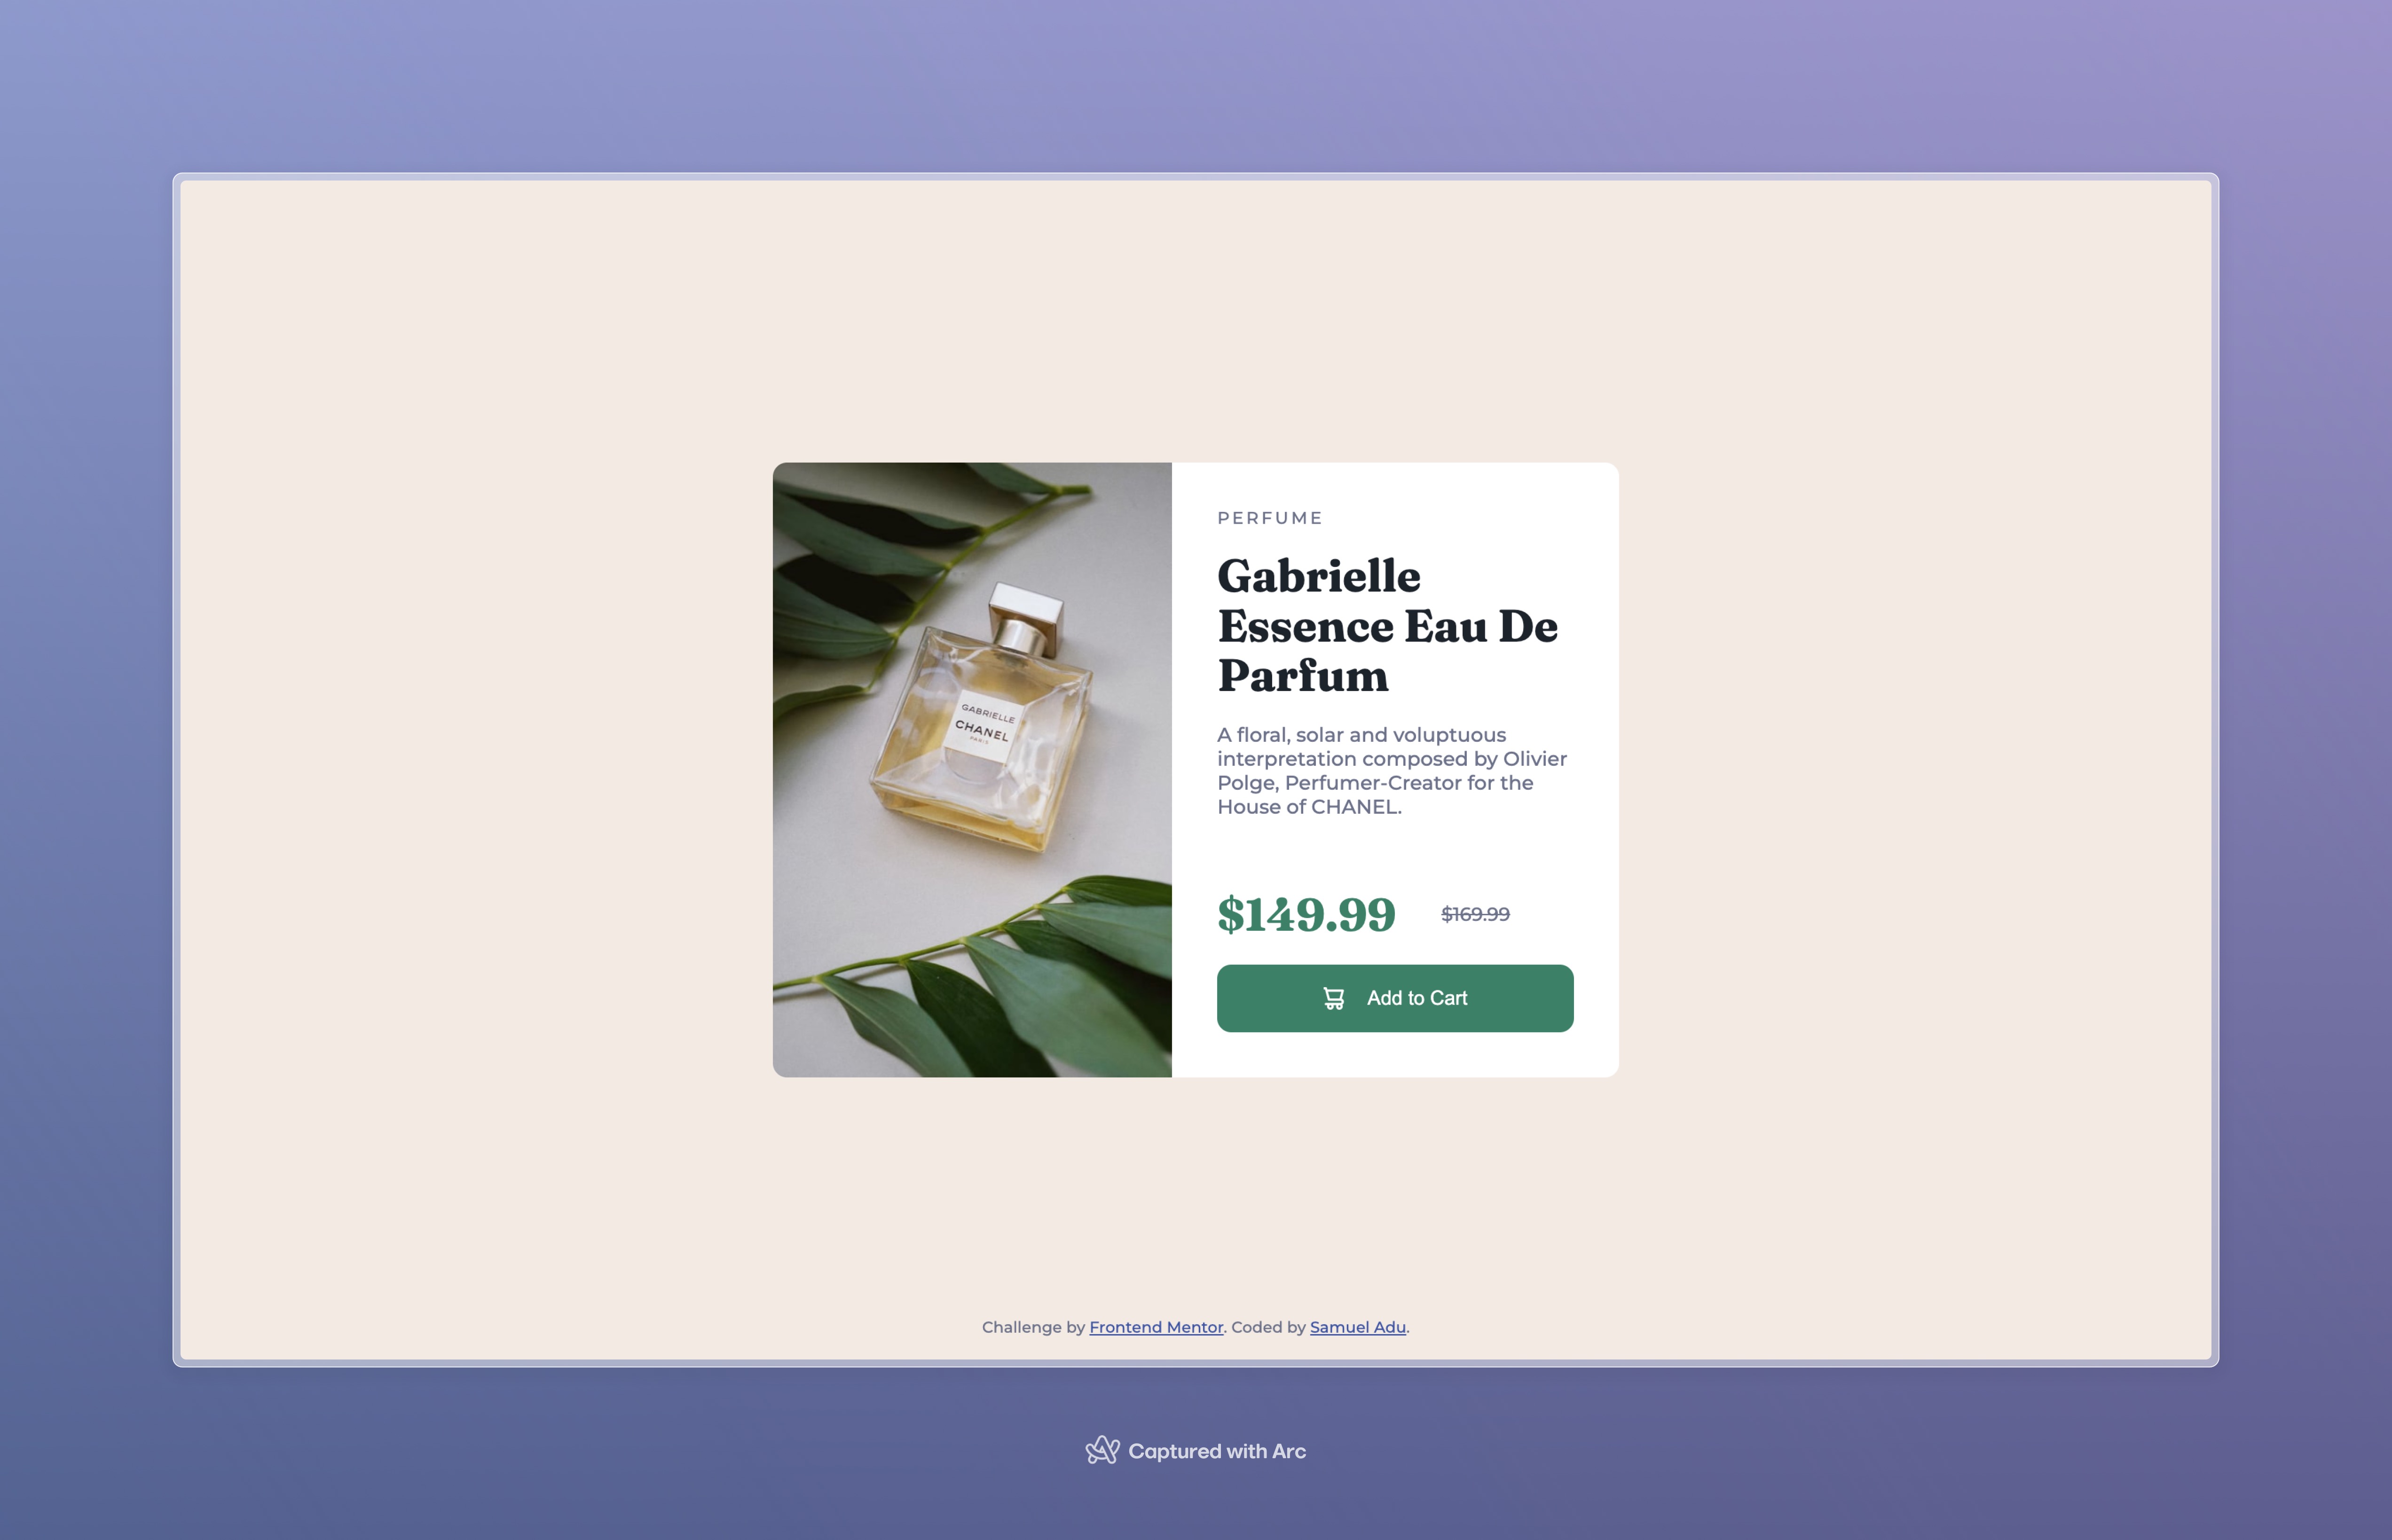 PERFUME
Gabrielle
Essence Eau De
Parfum
GABRIELLE
CHANEL
PARIS
A floral, solar and voluptuous
interpretation composed by Olivier
Polge, Perfumer-Creator for the
House of CHANEL.
$149.99 $169.99
Add to Cart
Challenge by Frontend Mentor. Coded by Samuel Adu.
Captured with Arc